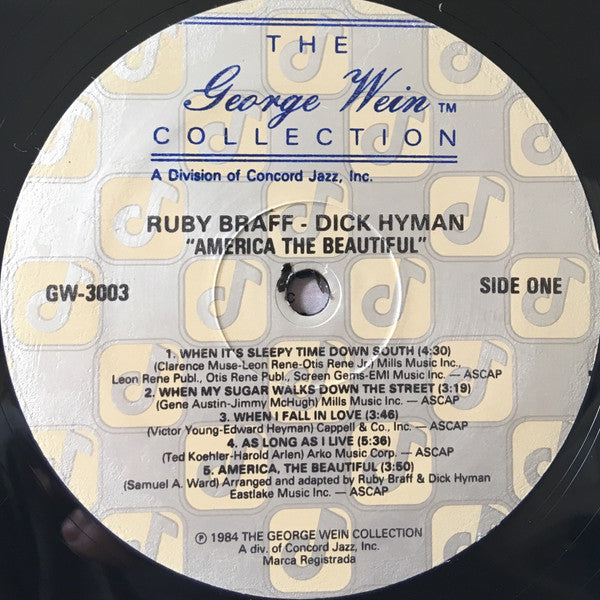 THE
George Wein TM
COLLECTION
A Division of Concord Jazz, Inc.
RUBY BRAFF - DICK HYMAN
"AMERICA THE BEAUTIFUL"
GW-3003
SIDE ONE
1. WHEN IT'S SLEEPY TIME DOWN SOUTH (4:30)
(Clarence Muse-Leon Rene-Otis Rene Jr.) Mills Music Inc.,
Leon Rene Publ., Otis Rene Publ., Screen Gems-EMI Music Inc. — ASCAP
2. WHEN MY SUGAR WALKS DOWN THE STREET (3:19)
(Gene Austin-Jimmy McHugh) Mills Music Inc. — ASCAP
3. WHEN I FALL IN LOVE (3:46)
(Victor Young-Edward Heyman) Cappell & Co., Inc. — ASCAP
4. AS LONG AS I LIVE (5:36)
(Ted Koehler-Harold Arlen) Arko Music Corp. — ASCAP
5. AMERICA, THE BEAUTIFUL (3:50)
(Samuel A. Ward) Arranged and adapted by Ruby Braff & Dick Hyman
Eastlake Music Inc. — ASCAP
℗ 1984 THE GEORGE WEIN COLLECTION
A div. of Concord Jazz, Inc.
Marca Registrada